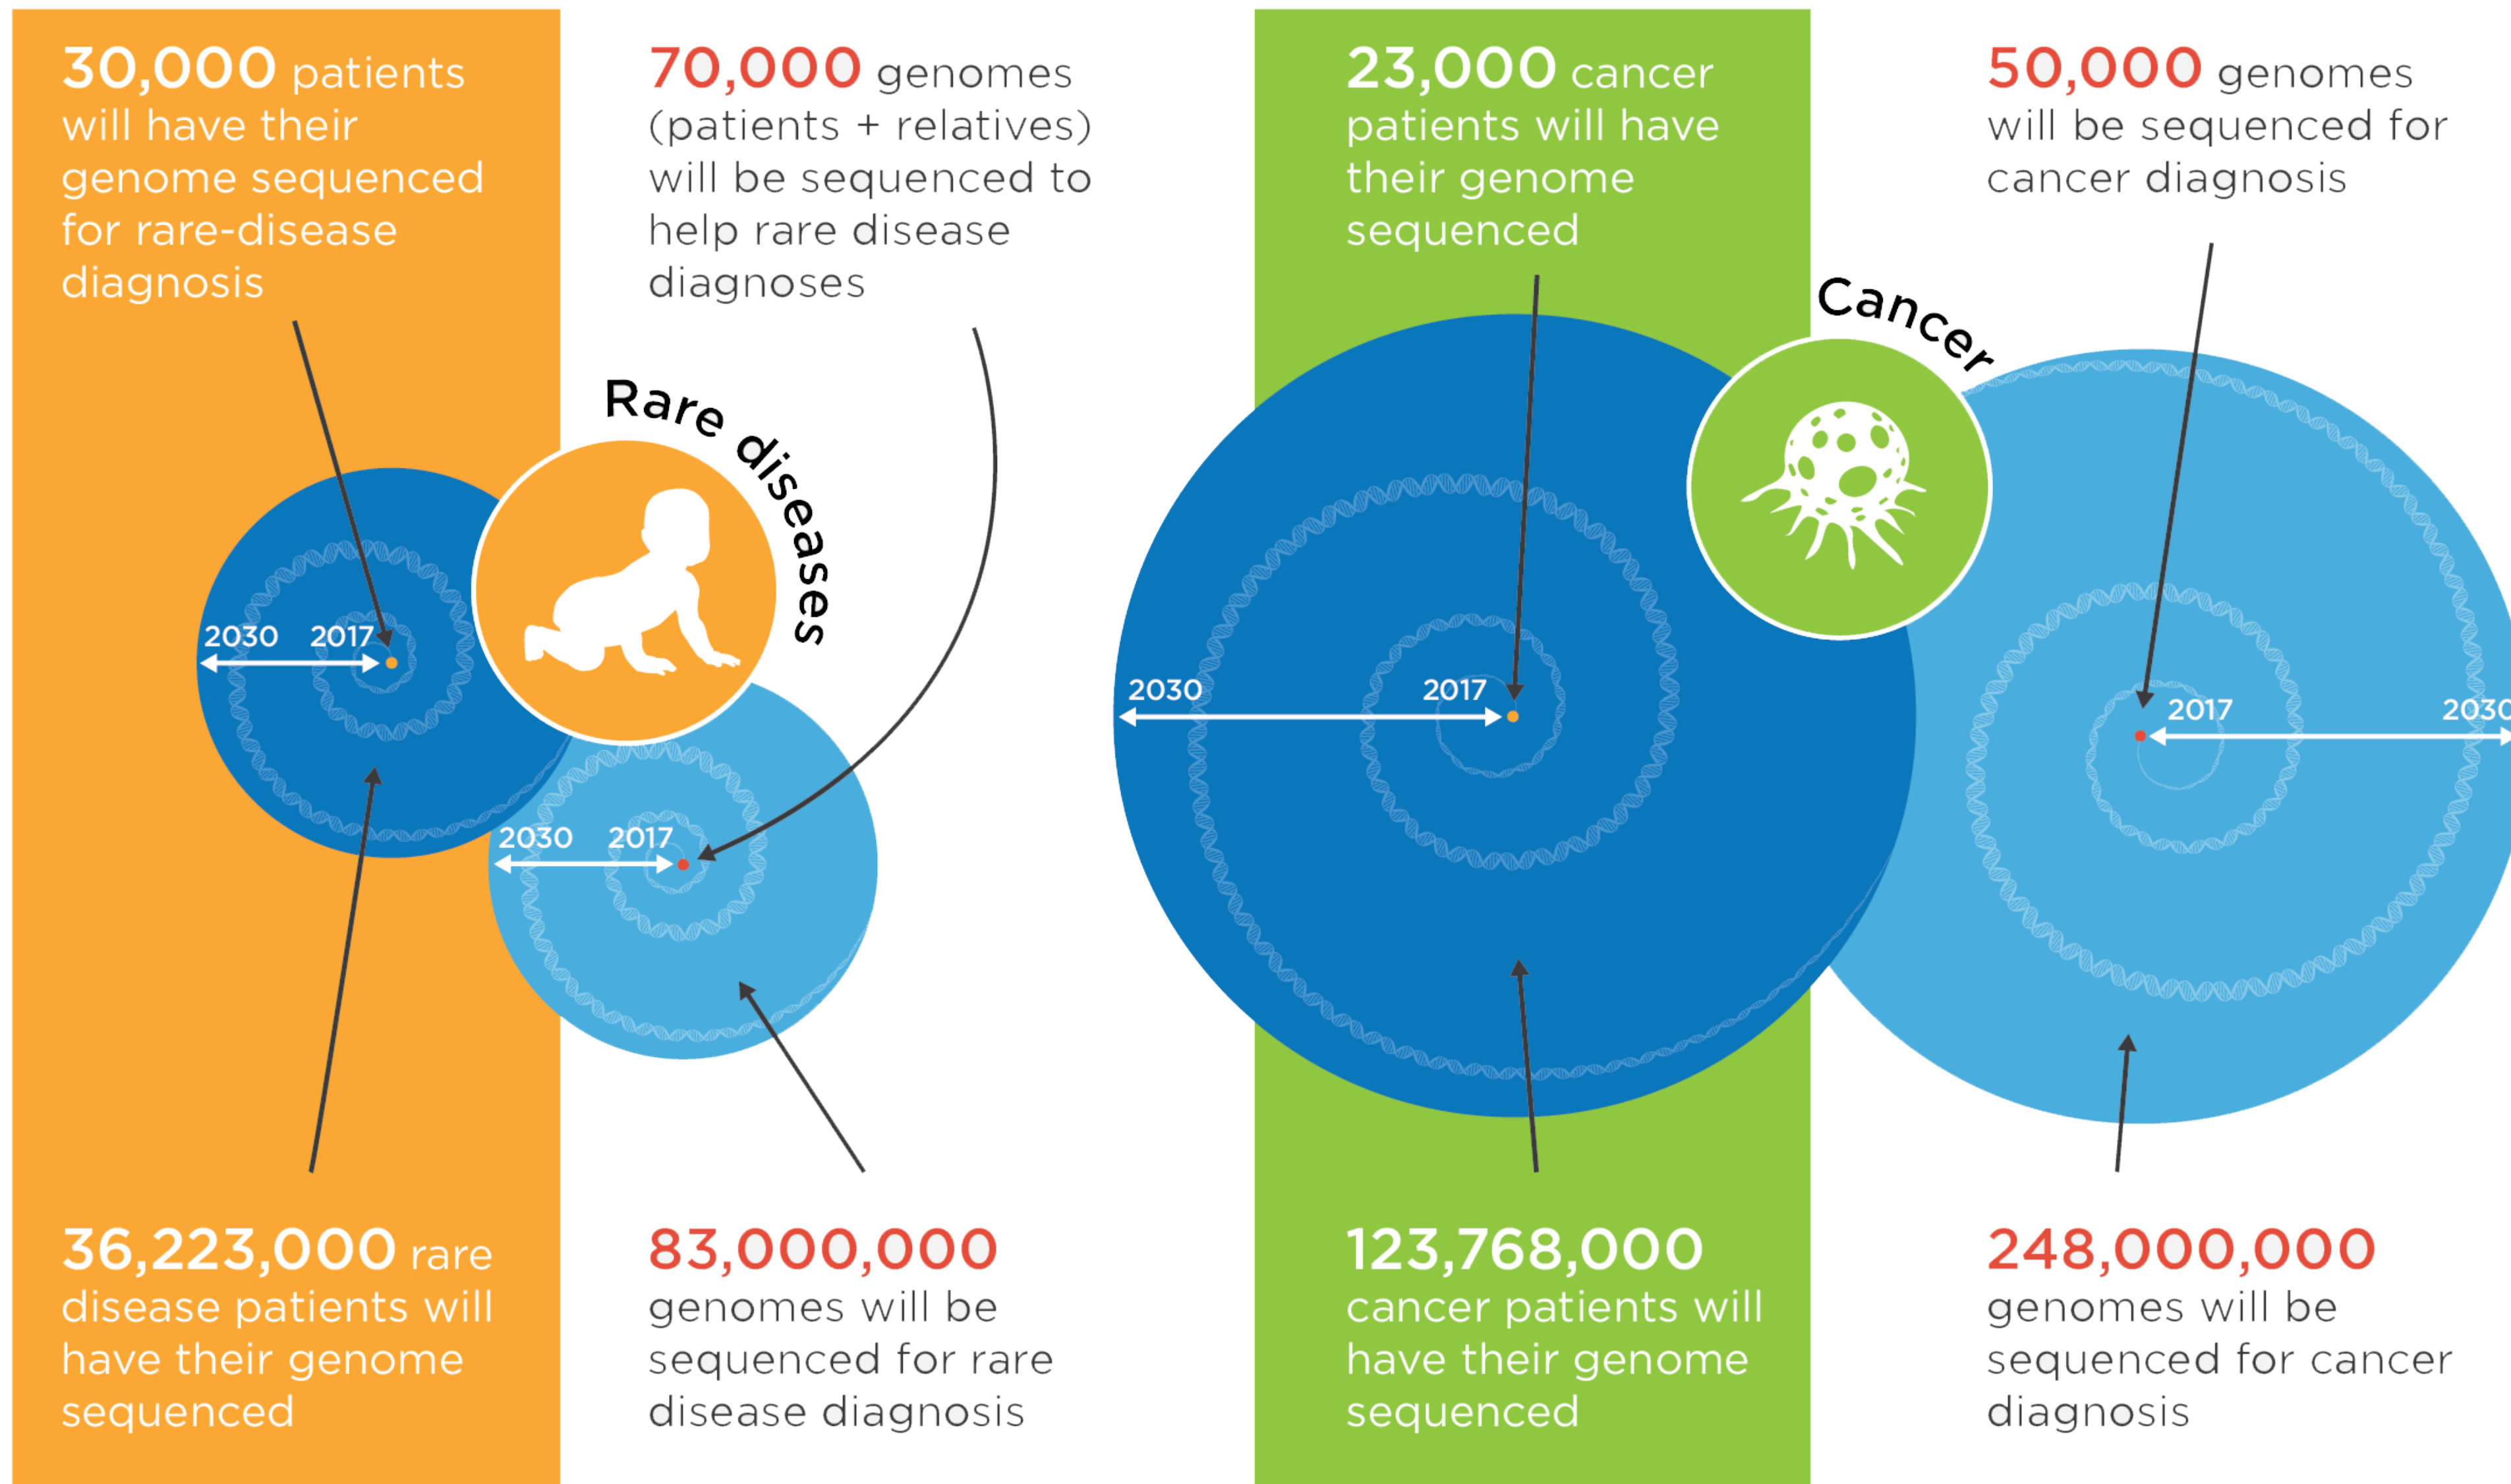 30,000 patients
will have their
genome sequenced
for rare-disease
diagnosis
70,000 genomes
(patients + relatives)
will be sequenced to
help rare disease
diagnoses
23,000 cancer
patients will have
their genome
sequenced
50,000 genomes
will be sequenced for
cancer diagnosis
Rare diseases
Cancer
2030 2017
2030 2017
2030 2017
2017 2030
36,223,000 rare
disease patients will
have their genome
sequenced
83,000,000
genomes will be
sequenced for rare
disease diagnosis
123,768,000
cancer patients will
have their genome
sequenced
248,000,000
genomes will be
sequenced for cancer
diagnosis